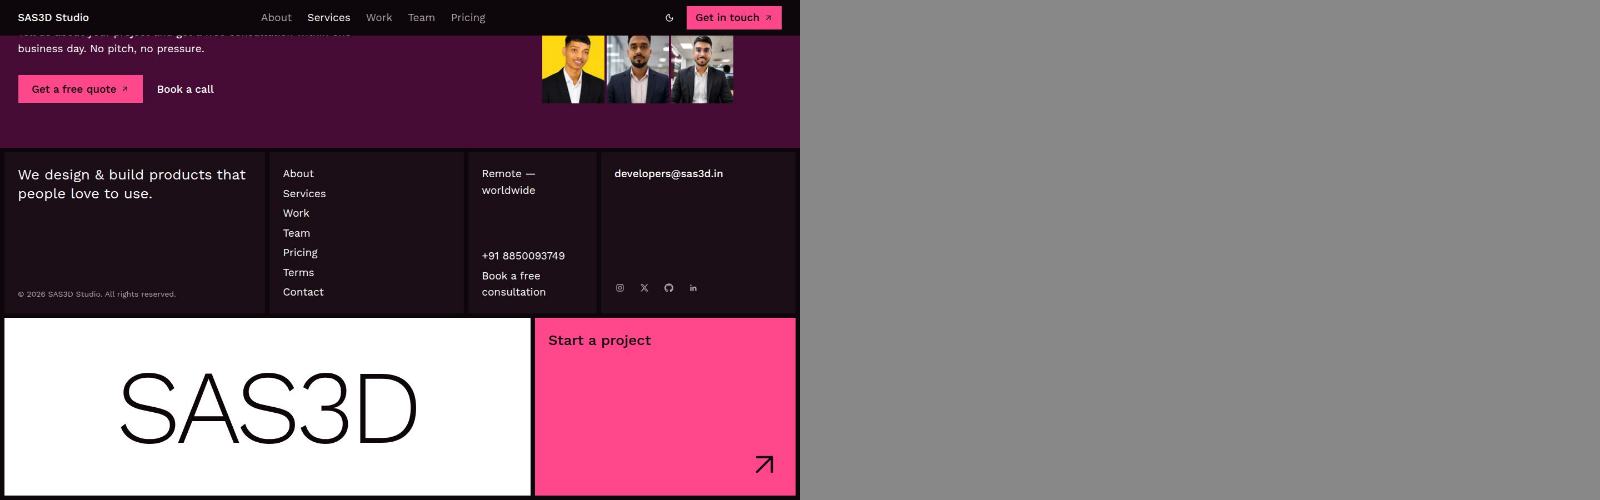 SAS3D Studio
About
Services
Work
Team
Pricing
Get in touch
business day. No pitch, no pressure.
Get a free quote
Book a call
We design & build products that
people love to use.
© 2026 SAS3D Studio. All rights reserved.
About
Services
Work
Team
Pricing
Terms
Contact
Remote —
worldwide
+91 8850093749
Book a free
consultation
developers@sas3d.in
SAS3D
Start a project